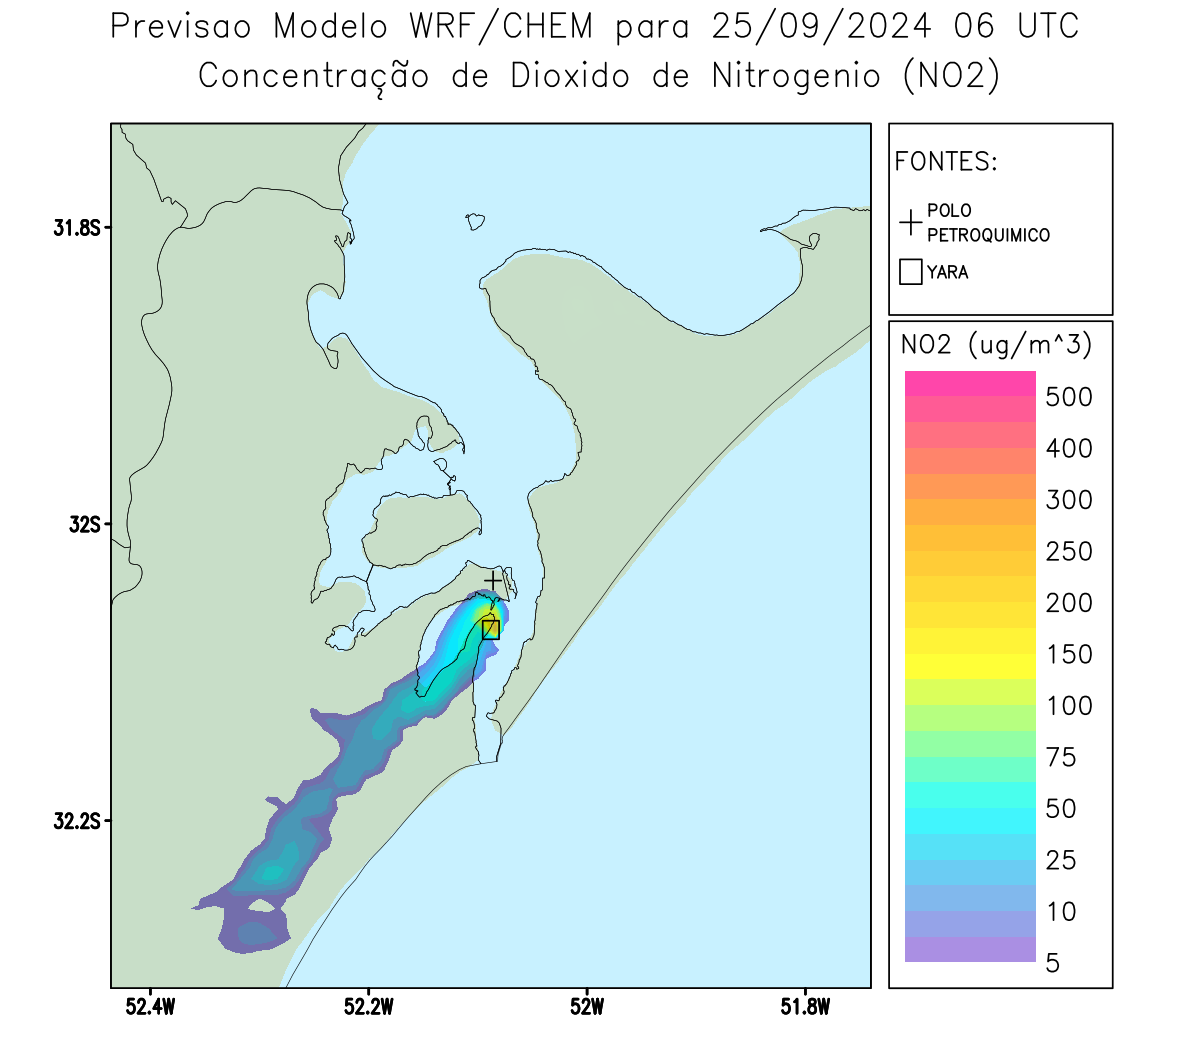 Previsao Modelo WRF/CHEM para 25/09/2024 06 UTC
Concentração de Dioxido de Nitrogenio (NO2)
FONTES:
POLO
PETROQUIMICO
YARA
NO2 (ug/m^3)
500
400
300
250
200
150
100
75
50
25
10
5
31.8S
32S
32.2S
52.4W
52.2W
52W
51.8W